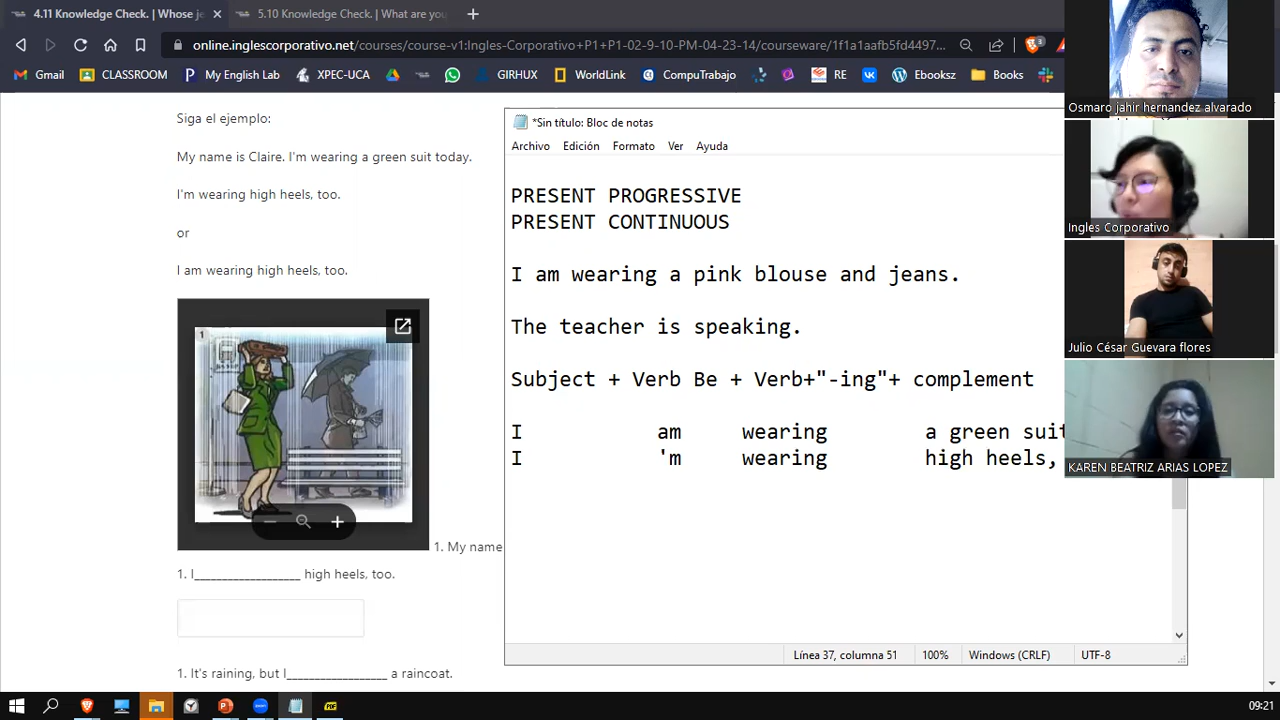 4.11 Knowledge Check. | Whose je
5.10 Knowledge Check. | What are you
online.inglescorporativo.net/courses/course-v1:Ingles-Corporativo+P1+P1-02-9-10-PM-04-23-14/courseware/1f1a1aafb5fd4497...
3
Gmail
CLASSROOM
My English Lab
XPEC-UCA
GIRHUX
WorldLink
CompuTrabajo
RE
WordPress
Ebooksz
Books
Siga el ejemplo:
My name is Claire. I'm wearing a green suit today.
I'm wearing high heels, too.
or
I am wearing high heels, too.
1
1. My name
1. I__________________ high heels, too.
1. It's raining, but I_________________ a raincoat.
*Sin título: Bloc de notas
Archivo Edición Formato Ver Ayuda
PRESENT PROGRESSIVE
PRESENT CONTINUOUS
I am wearing a pink blouse and jeans.
The teacher is speaking.
Subject + Verb Be + Verb+"-ing"+ complement
I am wearing a green suit
I 'm wearing high heels,
Línea 37, columna 51 100% Windows (CRLF) UTF-8
Osmaro jahir hernandez alvarado
Ingles Corporativo
Julio César Guevara flores
KAREN BEATRIZ ARIAS LOPEZ
09:21